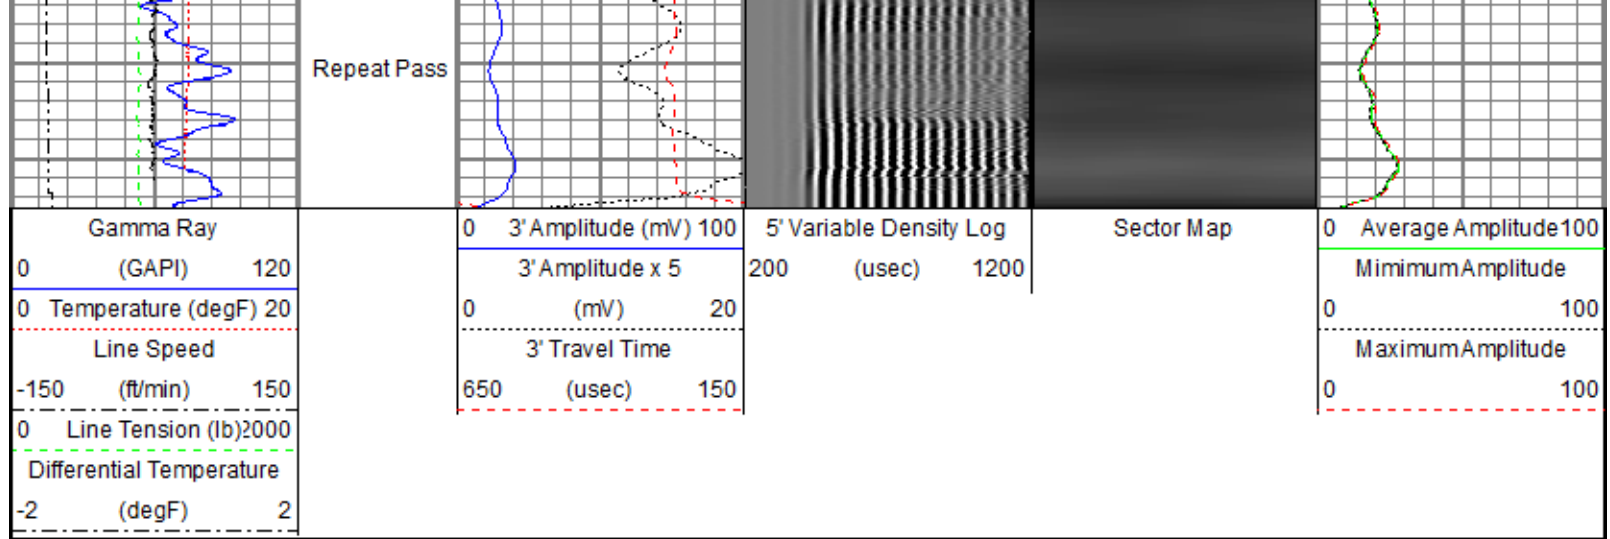 Repeat Pass
Gamma Ray
0 (GAPI) 120
0 Temperature (degF) 20
Line Speed
-150 (ft/min) 150
0 Line Tension (lb) 2000
Differential Temperature
-2 (degF) 2
0 3' Amplitude (mV) 100
3' Amplitude x 5
0 (mV) 20
3' Travel Time
650 (usec) 150
5' Variable Density Log
200 (usec) 1200
Sector Map
0 Average Amplitude 100
Mimimum Amplitude
0 100
Maximum Amplitude
0 100